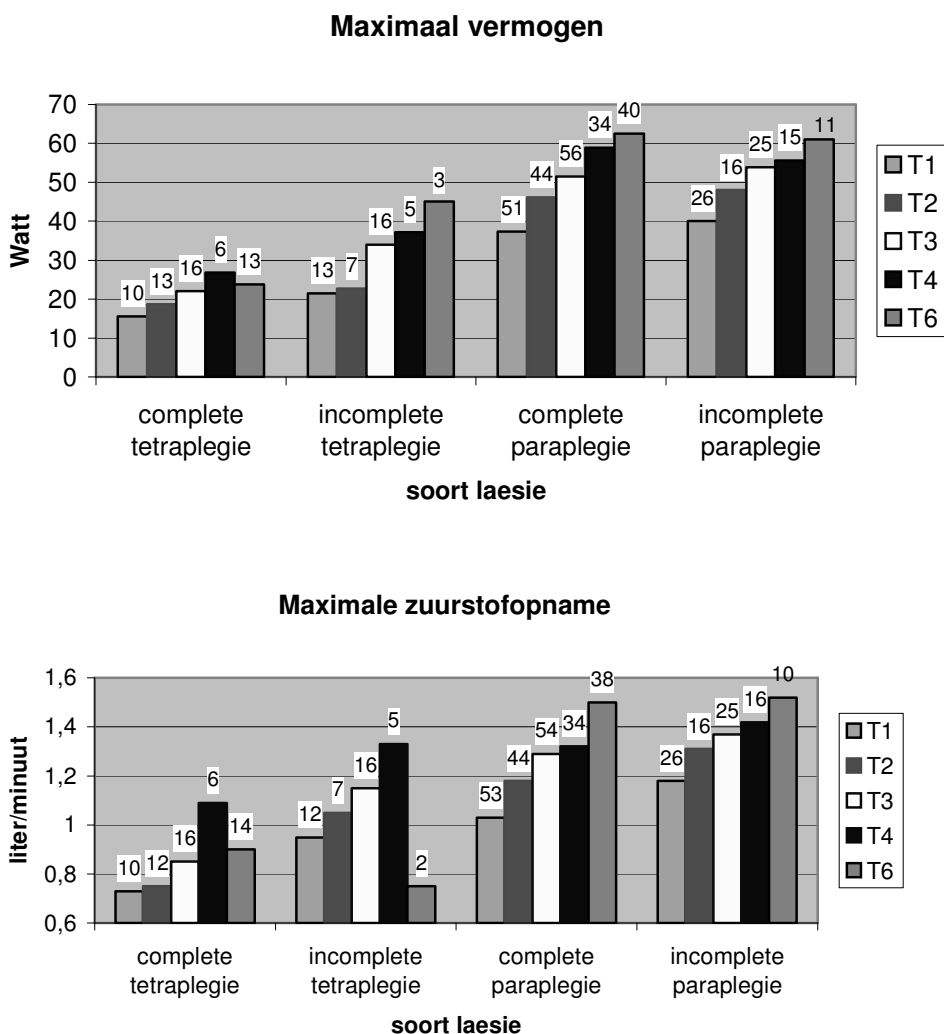 Maximaal vermogen
70
60
50
40
30
20
10
0
Watt
10 13 16 6 13
13 7 16 5 3
51 44 56 34 40
26 16 25 15 11
complete
tetraplegie
incomplete
tetraplegie
complete
paraplegie
incomplete
paraplegie
soort laesie
T1
T2
T3
T4
T6
Maximale zuurstofopname
1,6
1,4
1,2
1
0,8
0,6
liter/minuut
10 12 16 6 14
12 7 16 5 2
53 44 54 34 38
26 16 25 16 10
complete
tetraplegie
incomplete
tetraplegie
complete
paraplegie
incomplete
paraplegie
soort laesie
T1
T2
T3
T4
T6